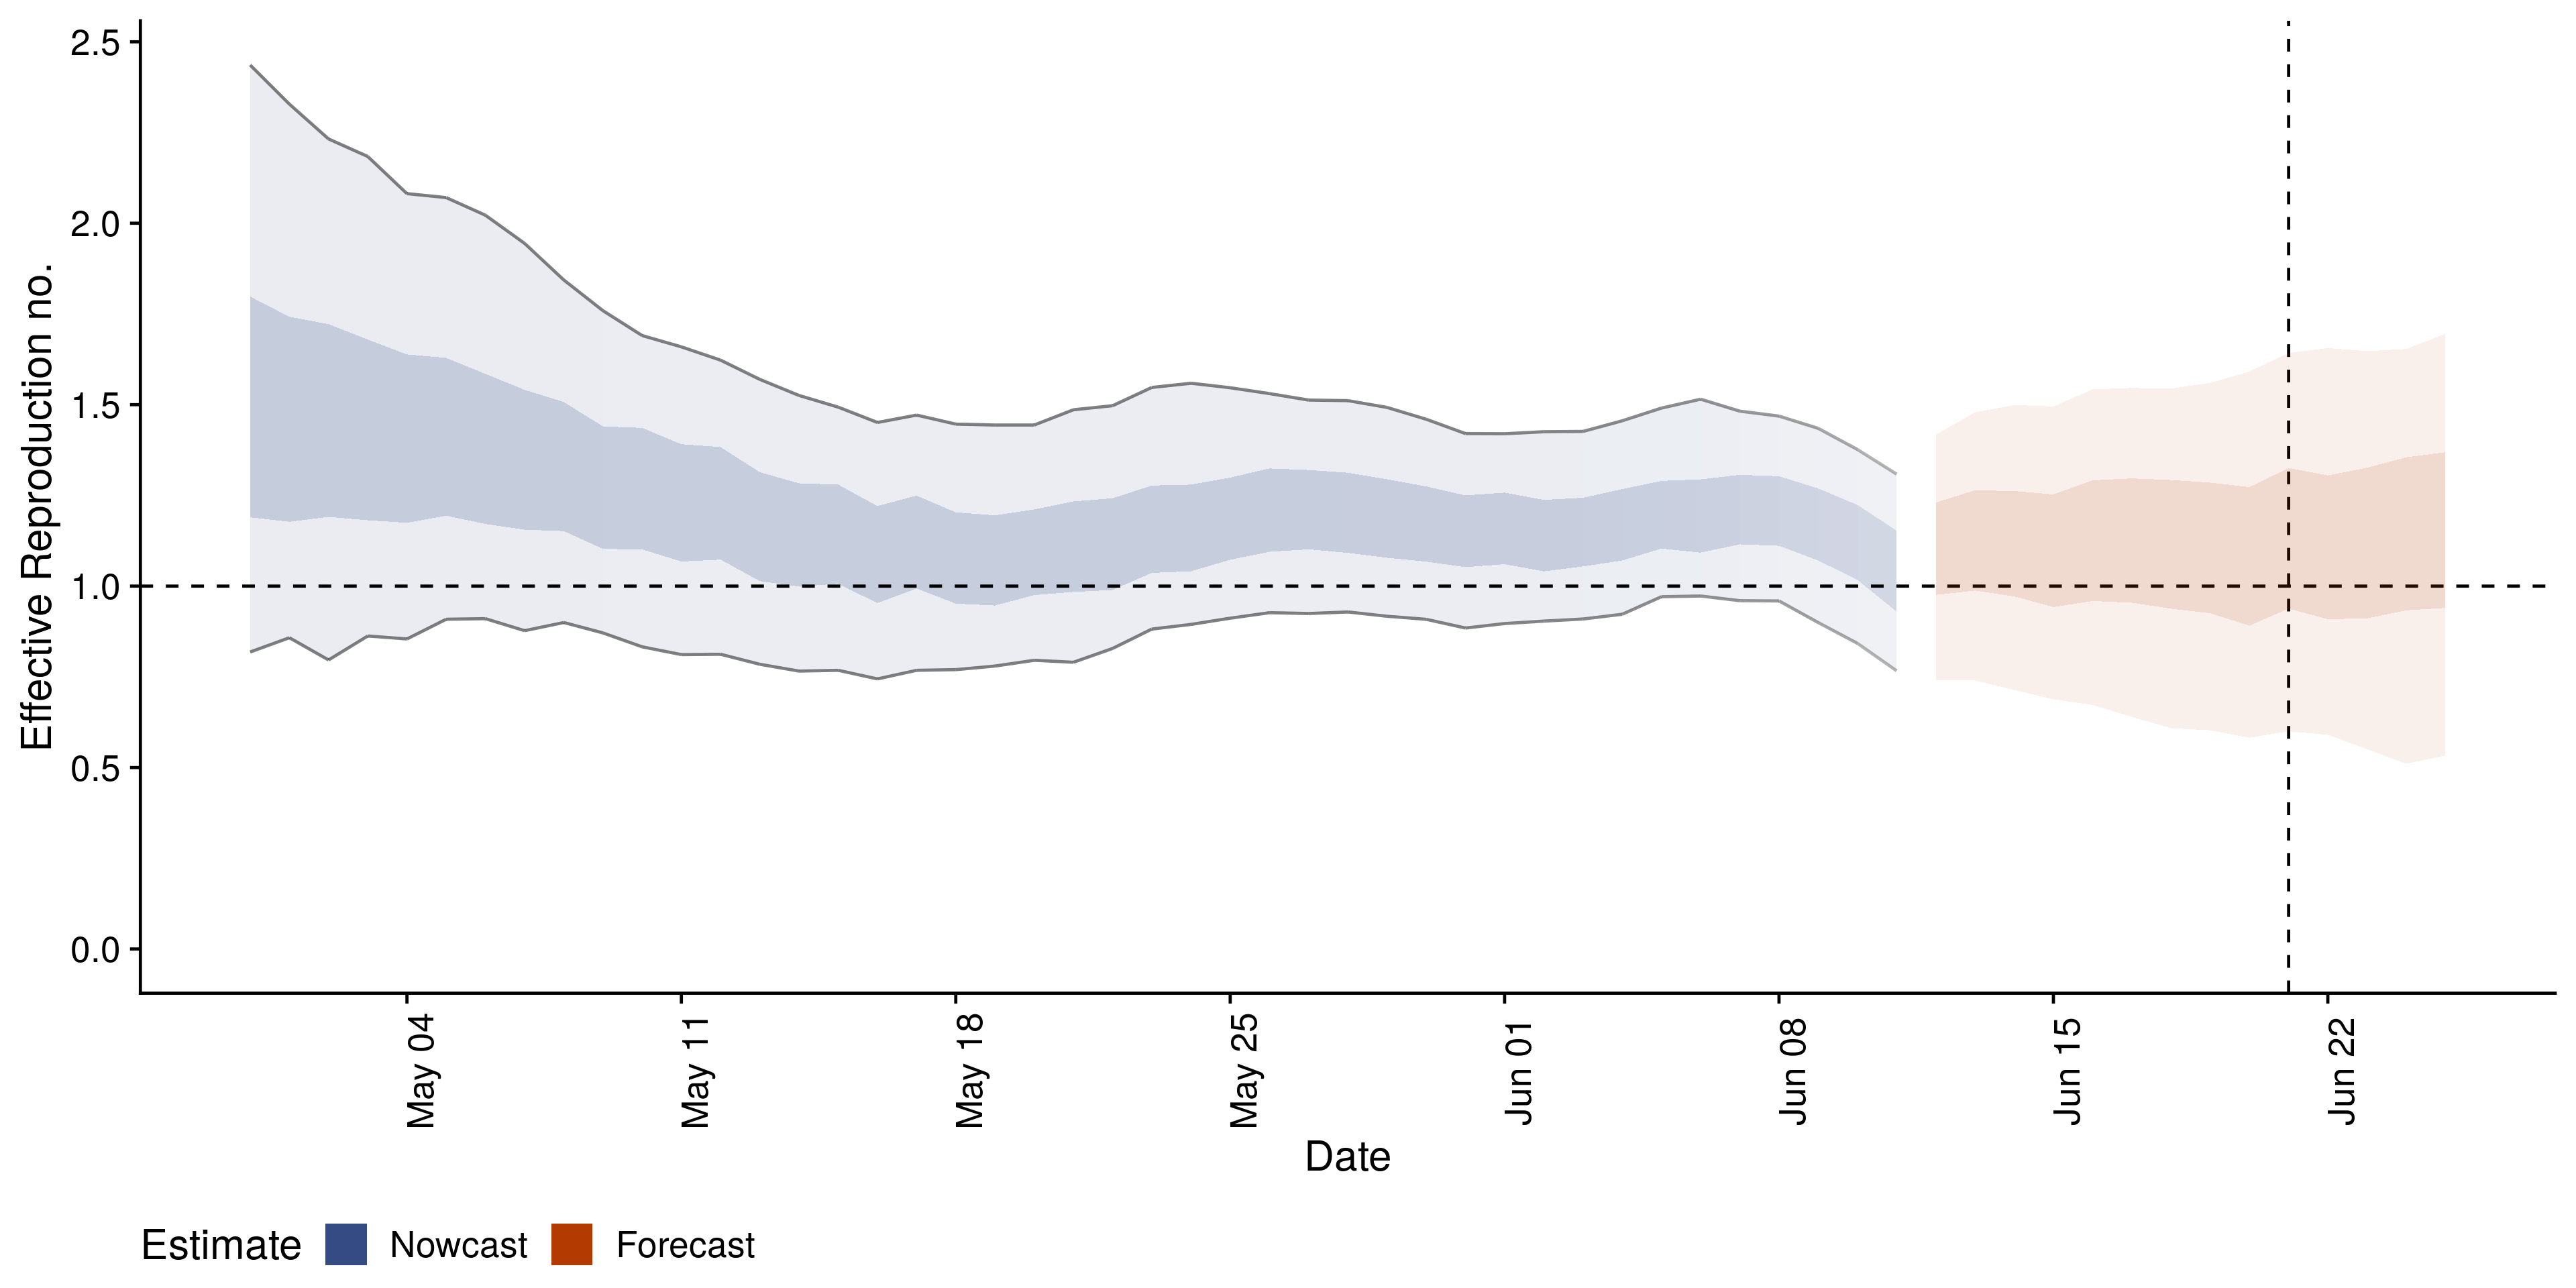 Effective Reproduction no.
2.5
2.0
1.5
1.0
0.5
0.0
May 04
May 11
May 18
May 25
Jun 01
Jun 08
Jun 15
Jun 22
Date
Estimate Nowcast Forecast